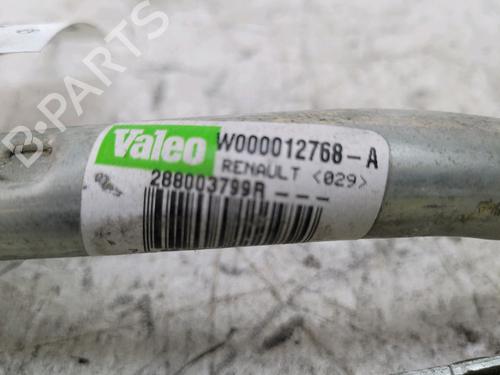 Valeo W000012768-A
RENAULT <029>
288003799R---
B-PARTS